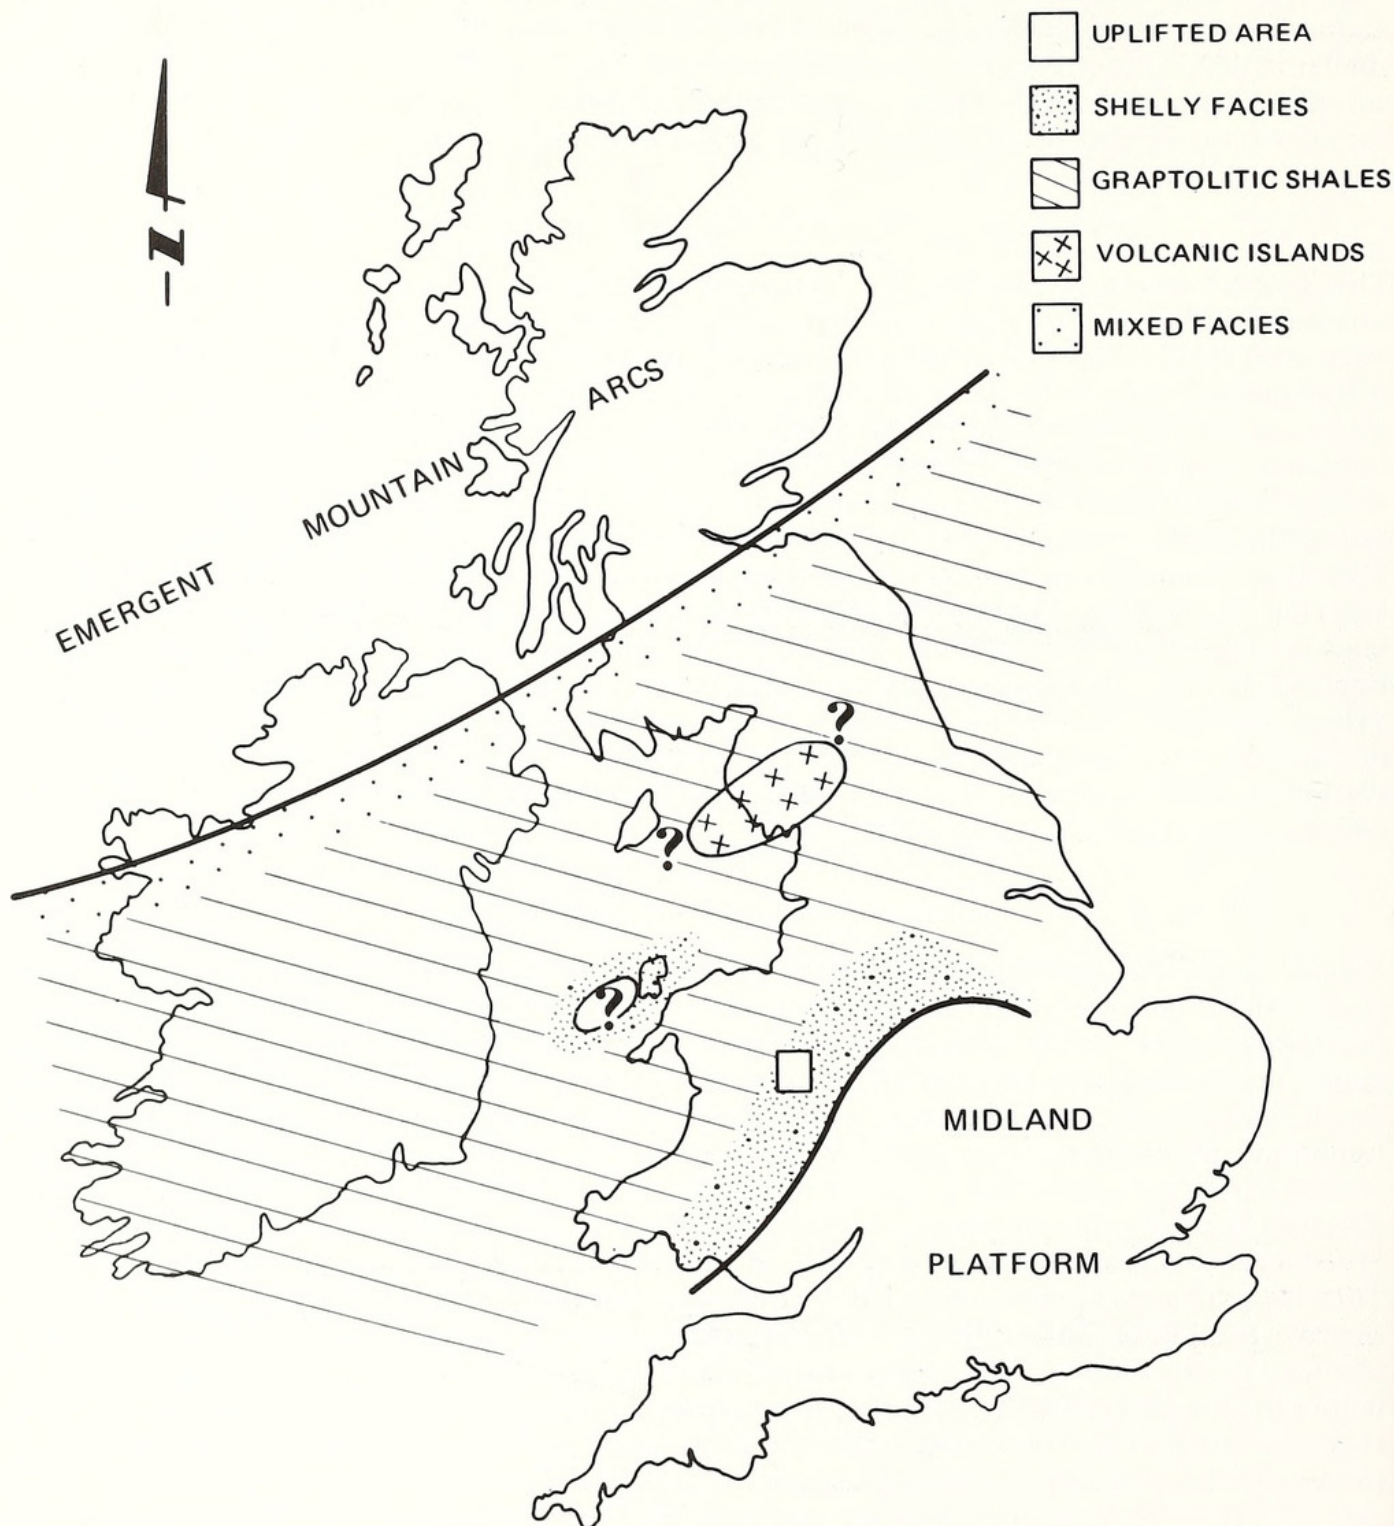 UPLIFTED AREA
SHELLY FACIES
GRAPTOLITIC SHALES
VOLCANIC ISLANDS
MIXED FACIES
N
EMERGENT MOUNTAIN ARCS
?
?
?
MIDLAND
PLATFORM